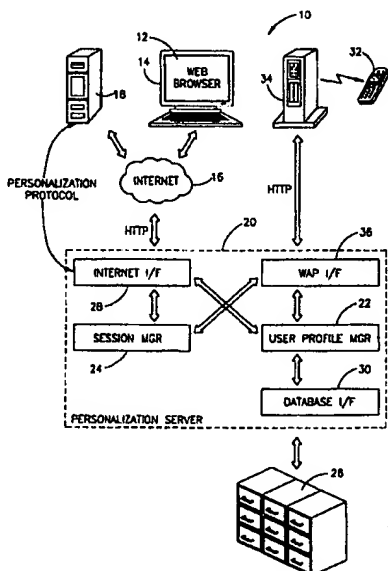 10
12
14
WEB
BROWSER
34
32
18
PERSONALIZATION
PROTOCOL
INTERNET
16
HTTP
HTTP
20
36
INTERNET I/F
WAP I/F
28
22
SESSION MGR
USER PROFILE MGR
24
30
DATABASE I/F
PERSONALIZATION SERVER
26